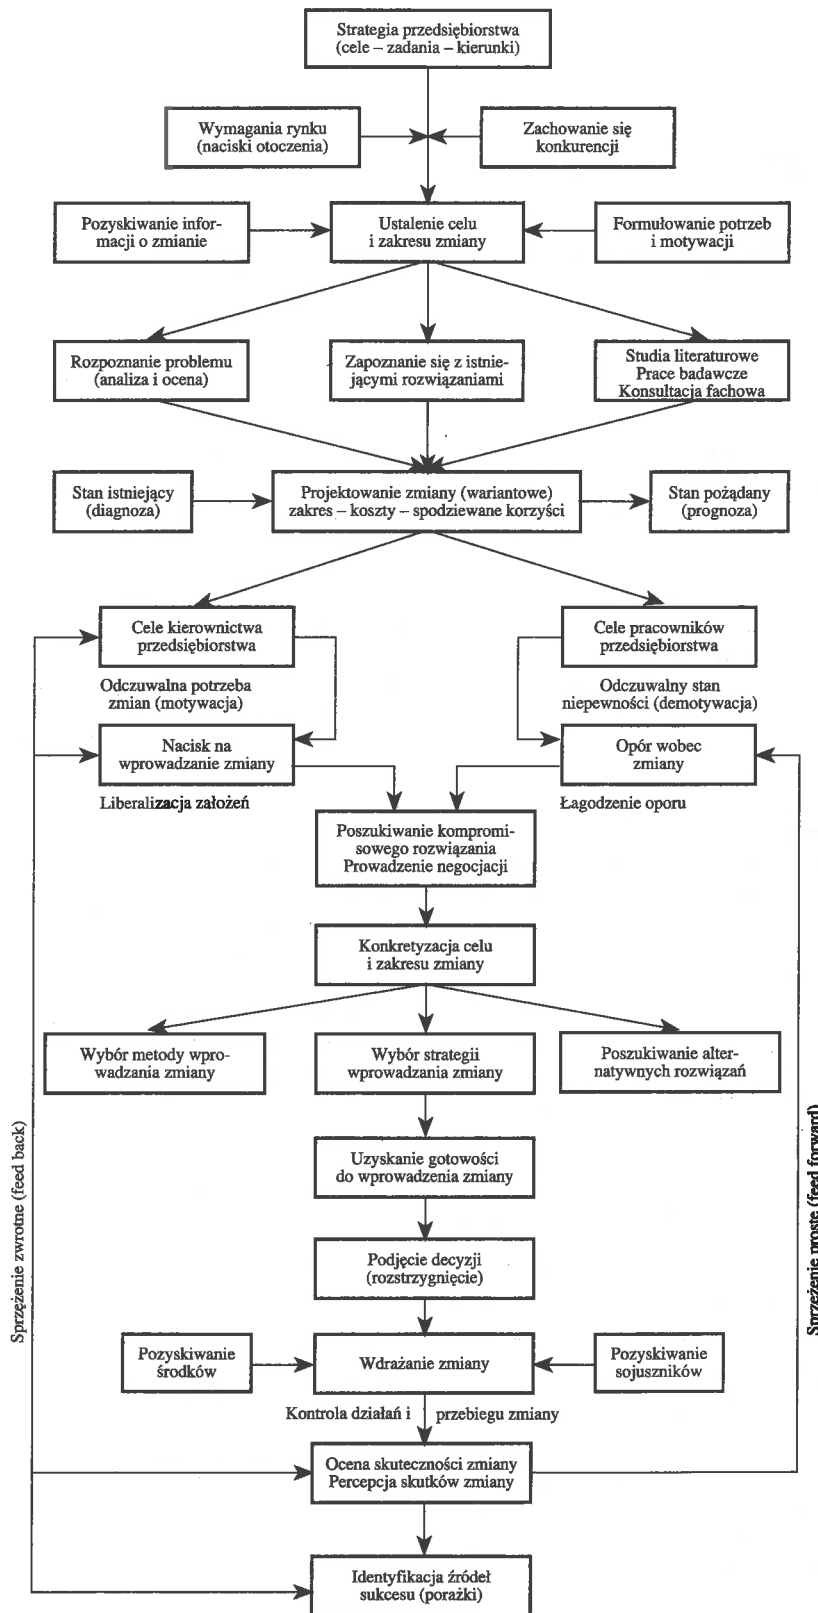 Strategia przedsiębiorstwa
(cele – zadania – kierunki)
Wymagania rynku
(naciski otoczenia)
Zachowanie się
konkurencji
Pozyskiwanie infor-
macji o zmianie
Ustalenie celu
i zakresu zmiany
Formułowanie potrzeb
i motywacji
Rozpoznanie problemu
(analiza i ocena)
Zapoznanie się z istnie-
jącymi rozwiązaniami
Studia literaturowe
Prace badawcze
Konsultacja fachowa
Stan istniejący
(diagnoza)
Projektowanie zmiany (wariantowe)
zakres – koszty – spodziewane korzyści
Stan pożądany
(prognoza)
Cele kierownictwa
przedsiębiorstwa
Cele pracowników
przedsiębiorstwa
Odczuwalna potrzeba
zmian (motywacja)
Odczuwalny stan
niepewności (demotywacja)
Nacisk na
wprowadzanie zmiany
Opór wobec
zmiany
Liberalizacja założeń
Łagodzenie oporu
Poszukiwanie kompromi-
sowego rozwiązania
Prowadzenie negocjacji
Konkretyzacja celu
i zakresu zmiany
Wybór metody wpro-
wadzania zmiany
Wybór strategii
wprowadzania zmiany
Poszukiwanie alter-
natywnych rozwiązań
Uzyskanie gotowości
do wprowadzenia zmiany
Podjęcie decyzji
(rozstrzygnięcie)
Pozyskiwanie
środków
Wdrażanie zmiany
Pozyskiwanie
sojuszników
Kontrola działań i przebiegu zmiany
Ocena skuteczności zmiany
Percepcja skutków zmiany
Identyfikacja źródeł
sukcesu (porażki)
Sprzężenie zwrotne (feed back)
Sprzężenie proste (feed forward)